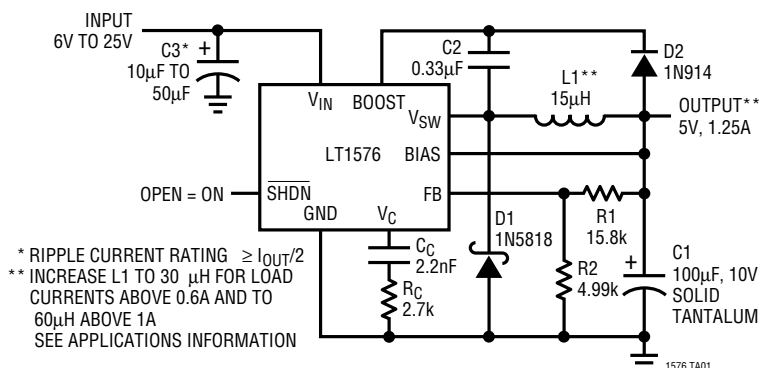 INPUT
6V TO 25V
C3*
10µF TO
50µF
+
C2
0.33µF
D2
1N914
L1**
15µH
OUTPUT**
5V, 1.25A
VIN
BOOST
VSW
LT1576
BIAS
OPEN = ON
SHDN
FB
GND
VC
R1
15.8k
D1
1N5818
CC
2.2nF
RC
2.7k
R2
4.99k
+
C1
100µF, 10V
SOLID
TANTALUM
* RIPPLE CURRENT RATING ≥ IOUT/2
** INCREASE L1 TO 30 µH FOR LOAD
CURRENTS ABOVE 0.6A AND TO
60µH ABOVE 1A
SEE APPLICATIONS INFORMATION
1576 TA01